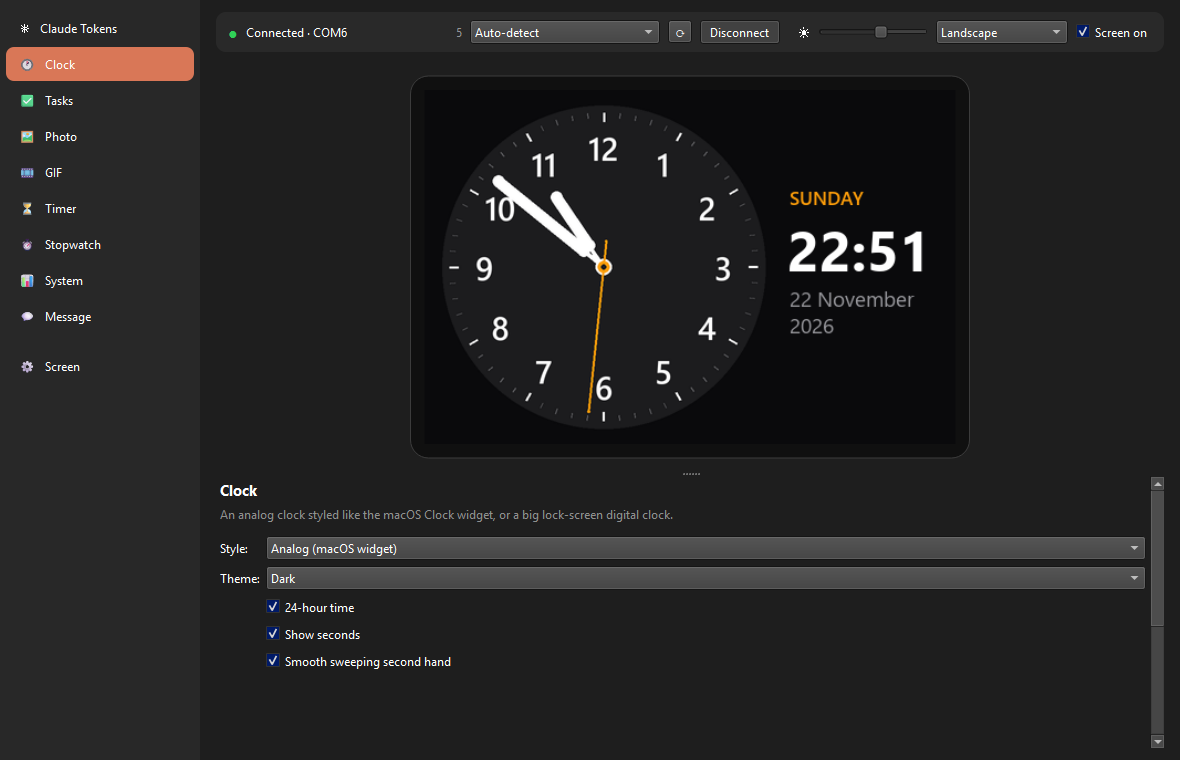 Claude Tokens
Clock
Tasks
Photo
GIF
Timer
Stopwatch
System
Message
Screen
Connected · COM6
5
Auto-detect
Disconnect
Landscape
Screen on
12
1
2
3
4
5
6
7
8
9
10
11
SUNDAY
22:51
22 November
2026
Clock
An analog clock styled like the macOS Clock widget, or a big lock-screen digital clock.
Style: Analog (macOS widget)
Theme: Dark
24-hour time
Show seconds
Smooth sweeping second hand